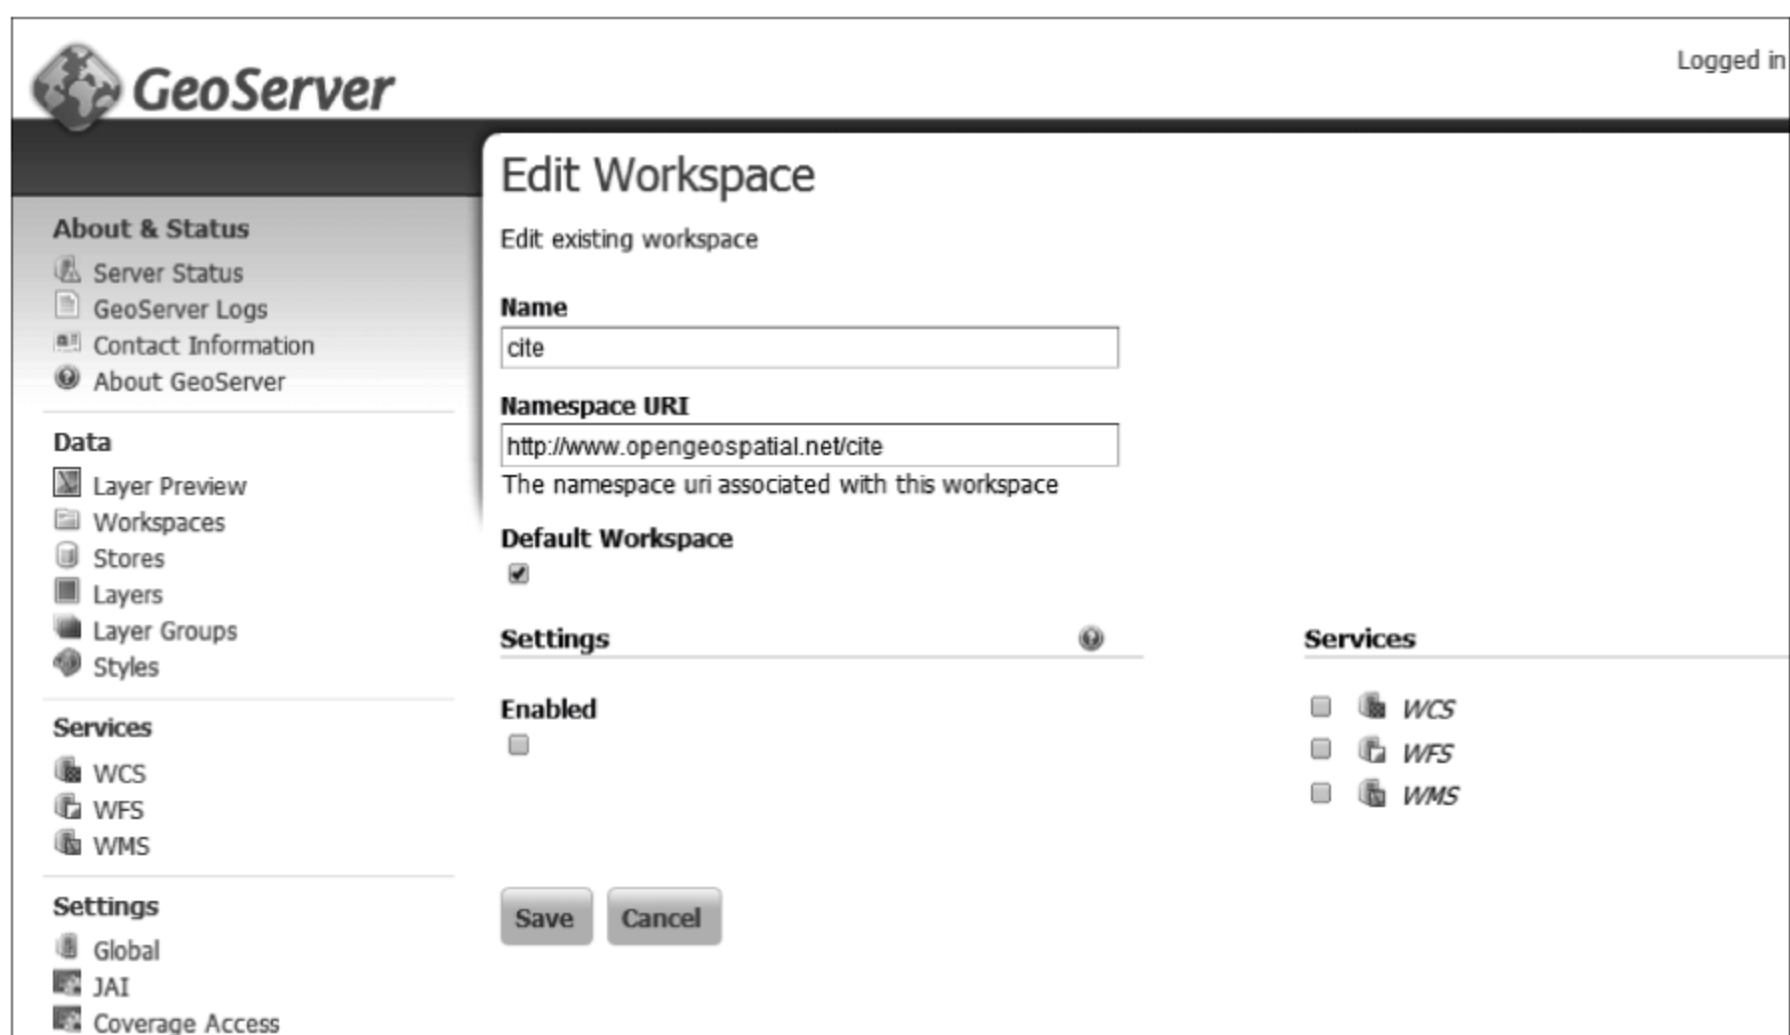 GeoServer
Logged in
Edit Workspace
Edit existing workspace
Name
cite
Namespace URI
http://www.opengeospatial.net/cite
The namespace uri associated with this workspace
Default Workspace
Settings
Enabled
Services
WCS
WFS
WMS
Save
Cancel
About & Status
Server Status
GeoServer Logs
Contact Information
About GeoServer
Data
Layer Preview
Workspaces
Stores
Layers
Layer Groups
Styles
Services
WCS
WFS
WMS
Settings
Global
JAI
Coverage Access